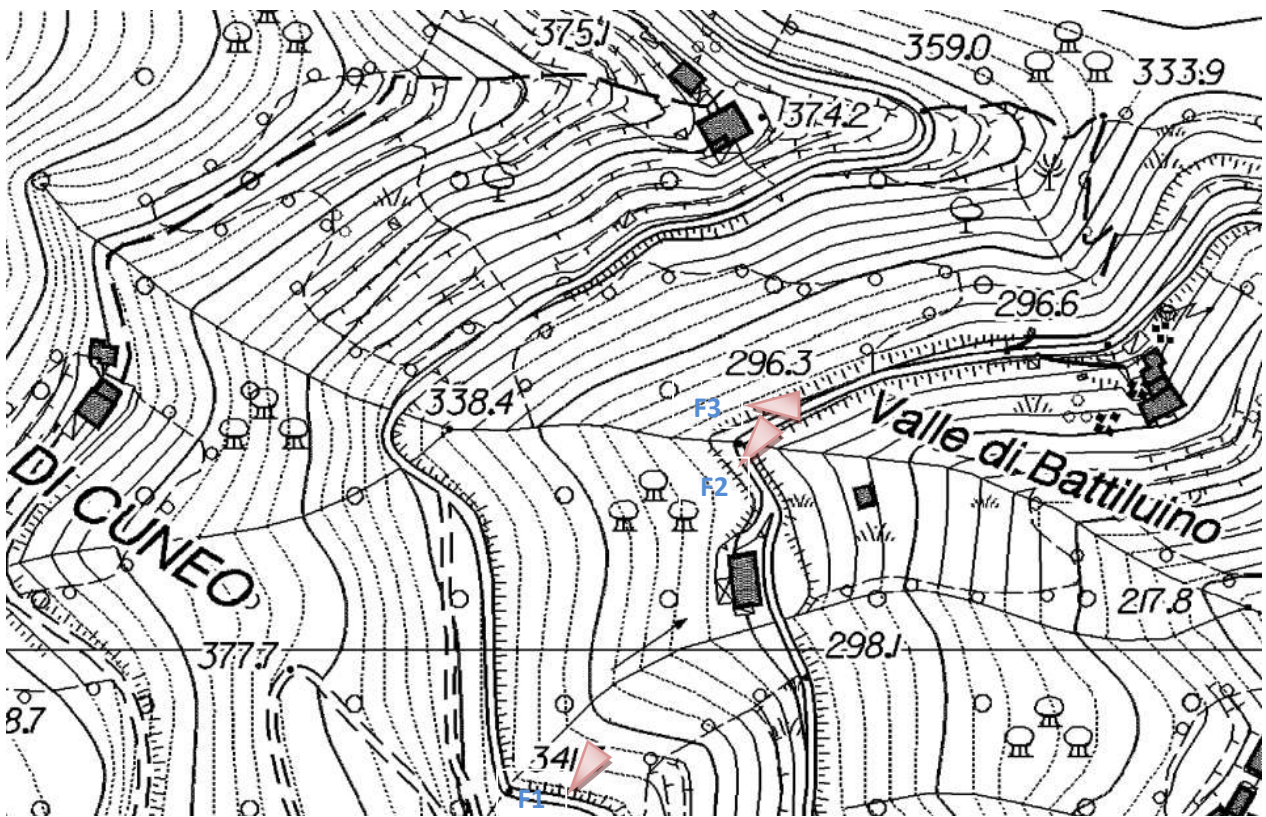 375.1
359.0
333.9
374.2
296.6
296.3
338.4
F3
Valle di Battiluino
F2
DI CUNEO
217.8
298.1
377.7
8.7
341
F1